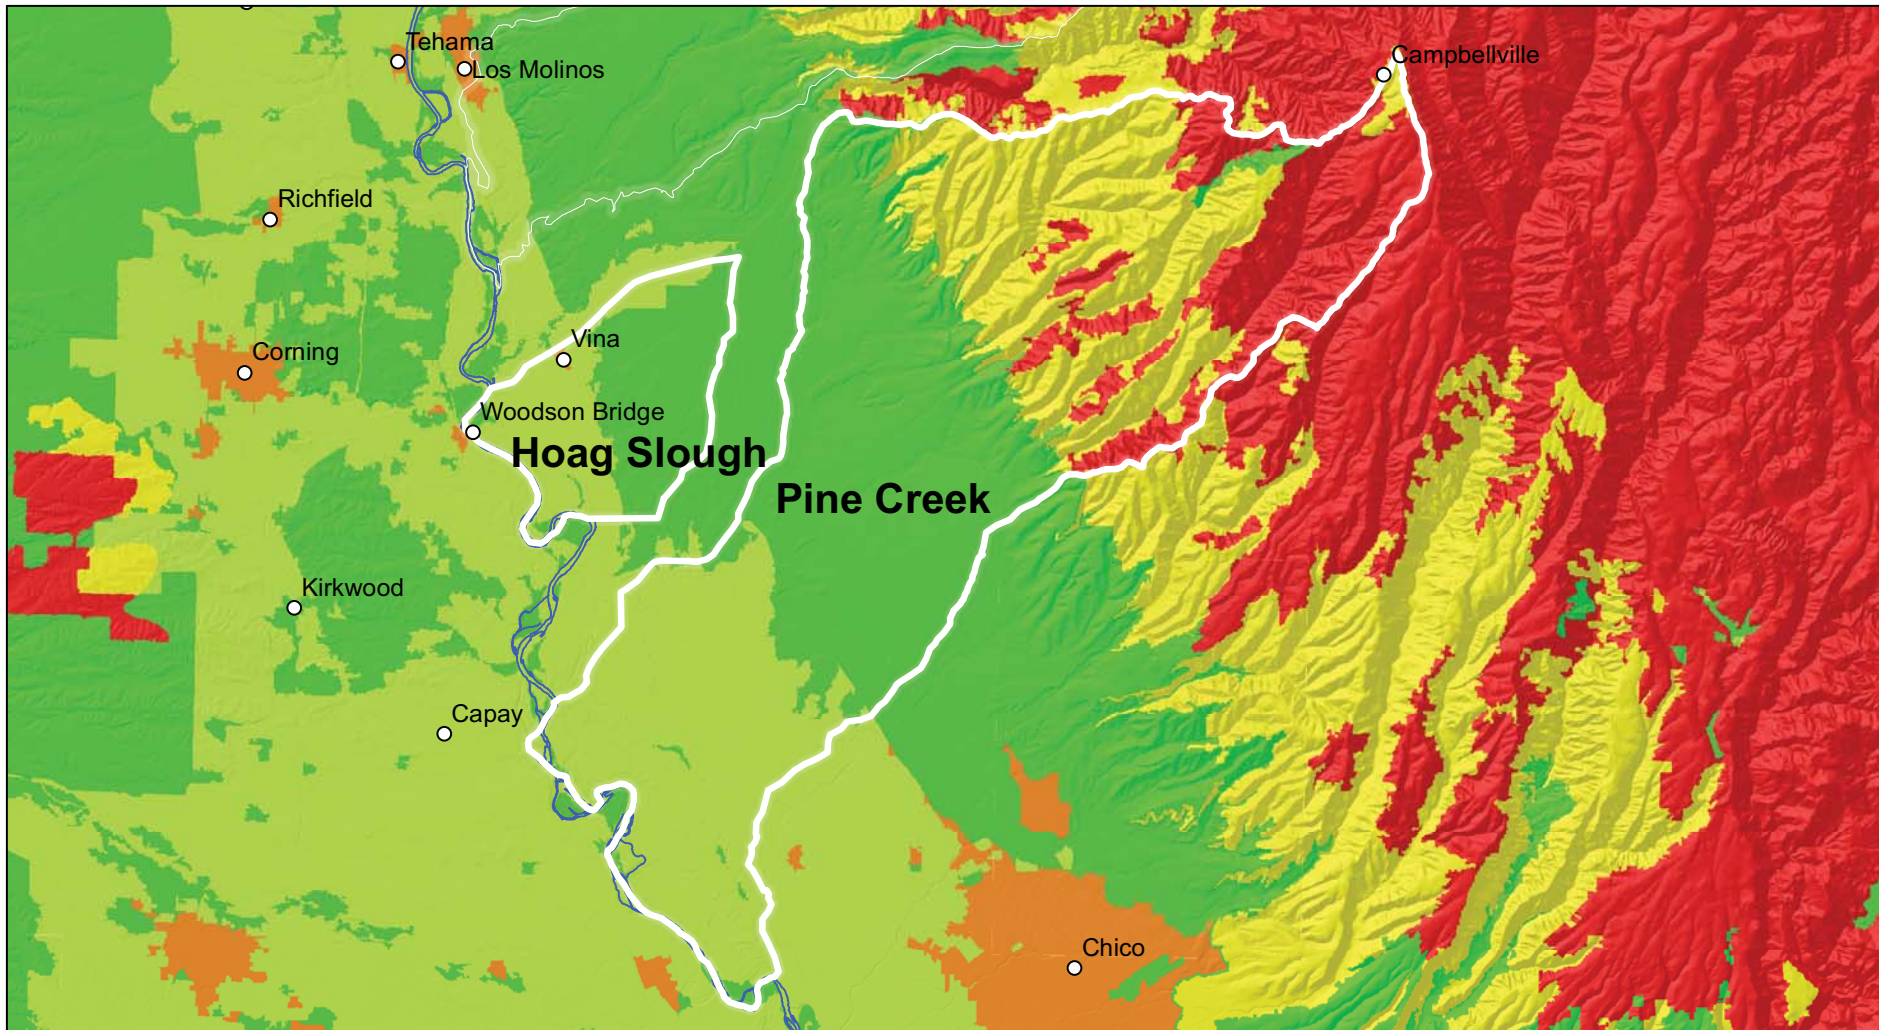 Tehama
Los Molinos
Campbellville
Richfield
Vina
Corning
Woodson Bridge
Hoag Slough
Pine Creek
Kirkwood
Capay
Chico